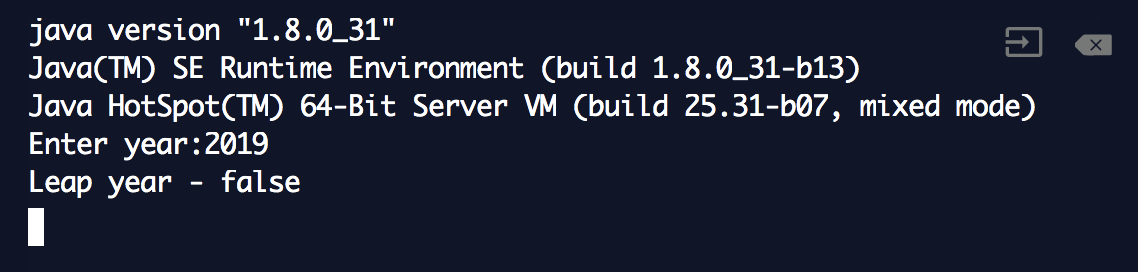 java version "1.8.0_31"
Java(TM) SE Runtime Environment (build 1.8.0_31-b13)
Java HotSpot(TM) 64-Bit Server VM (build 25.31-b07, mixed mode)
Enter year:2019
Leap year - false